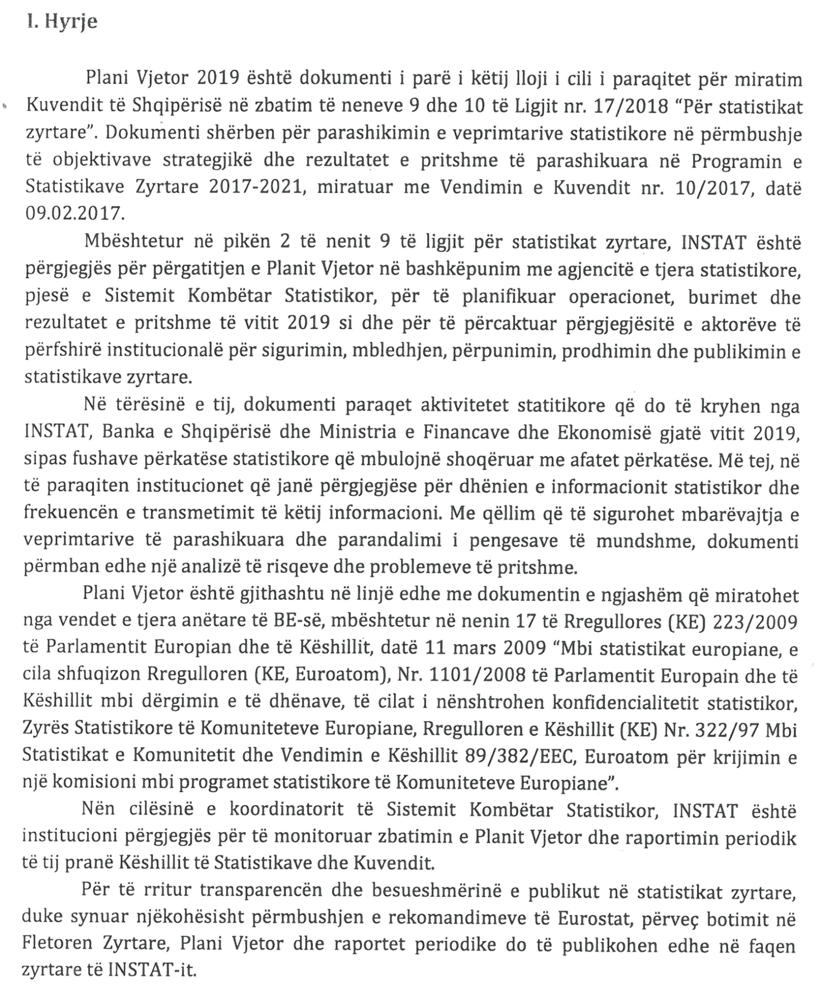 I. Hyrje
Plani Vjetor 2019 është dokumenti i parë i këtij lloji i cili i paraqitet për miratim
Kuvendit të Shqipërisë në zbatim të neneve 9 dhe 10 të Ligjit nr. 17/2018 “Për statistikat
zyrtare”. Dokumenti shërben për parashikimin e veprimtarive statistikore në përmbushje
të objektivave strategjikë dhe rezultatet e pritshme të parashikuara në Programin e
Statistikave Zyrtare 2017-2021, miratuar me Vendimin e Kuvendit nr. 10/2017, datë
09.02.2017.
Mbështetur në pikën 2 të nenit 9 të ligjit për statistikat zyrtare, INSTAT është
përgjegjës për përgatitjen e Planit Vjetor në bashkëpunim me agjencitë e tjera statistikore,
pjesë e Sistemit Kombëtar Statistikor, për të planifikuar operacionet, burimet dhe
rezultatet e pritshme të vitit 2019 si dhe për të përcaktuar përgjegjësitë e aktorëve të
përfshirë institucionalë për sigurimin, mbledhjen, përpunimin, prodhimin dhe publikimin e
statistikave zyrtare.
Në tërësinë e tij, dokumenti paraqet aktivitetet statitikore që do të kryhen nga
INSTAT, Banka e Shqipërisë dhe Ministria e Financave dhe Ekonomisë gjatë vitit 2019,
sipas fushave përkatëse statistikore që mbulojnë shoqëruar me afatet përkatëse. Më tej, në
të paraqiten institucionet që janë përgjegjëse për dhënien e informacionit statistikor dhe
frekuencën e transmetimit të këtij informacioni. Me qëllim që të sigurohet mbarëvajtja e
veprimtarive të parashikuara dhe parandalimi i pengesave të mundshme, dokumenti
përmban edhe një analizë të risqeve dhe problemeve të pritshme.
Plani Vjetor është gjithashtu në linjë edhe me dokumentin e ngjashëm që miratohet
nga vendet e tjera anëtare të BE-së, mbështetur në nenin 17 të Rregullores (KE) 223/2009
të Parlamentit Europian dhe të Këshillit, datë 11 mars 2009 “Mbi statistikat europiane, e
cila shfuqizon Rregulloren (KE, Euroatom), Nr. 1101/2008 të Parlamentit Europain dhe të
Këshillit mbi dërgimin e të dhënave, të cilat i nënshtrohen konfidencialitetit statistikor,
Zyrës Statistikore të Komuniteteve Europiane, Rregulloren e Këshillit (KE) Nr. 322/97 Mbi
Statistikat e Komunitetit dhe Vendimin e Këshillit 89/382/EEC, Euroatom për krijimin e
një komisioni mbi programet statistikore të Komuniteteve Europiane”.
Nën cilësinë e koordinatorit të Sistemit Kombëtar Statistikor, INSTAT është
institucioni përgjegjës për të monitoruar zbatimin e Planit Vjetor dhe raportimin periodik
të tij pranë Këshillit të Statistikave dhe Kuvendit.
Për të rritur transparencën dhe besueshmërinë e publikut në statistikat zyrtare,
duke synuar njëkohësisht përmbushjen e rekomandimeve të Eurostat, përveç botimit në
Fletoren Zyrtare, Plani Vjetor dhe raportet periodike do të publikohen edhe në faqen
zyrtare të INSTAT-it.